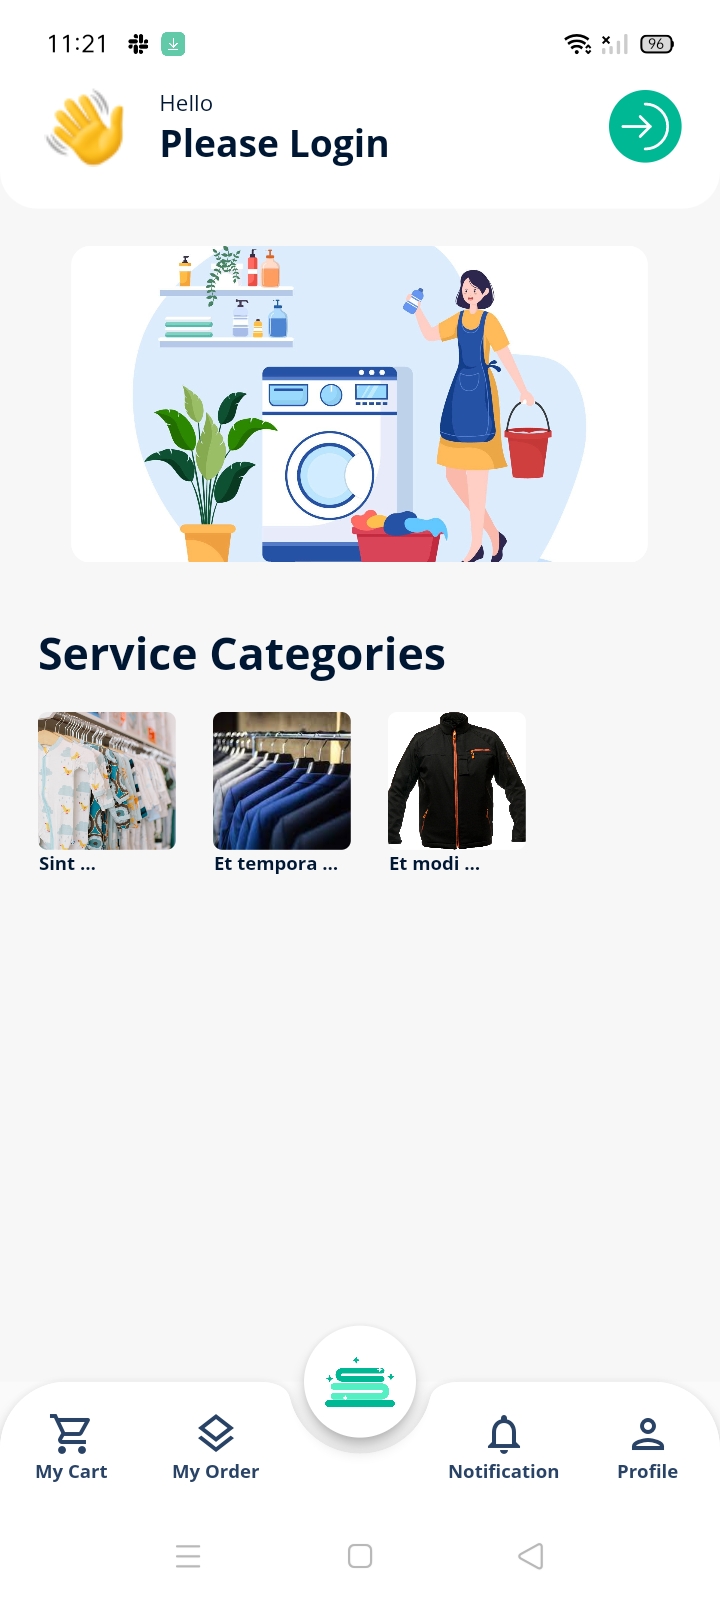 11:21
96
Hello
Please Login
Service Categories
Sint ...
Et tempora ...
Et modi ...
My Cart
My Order
Notification
Profile